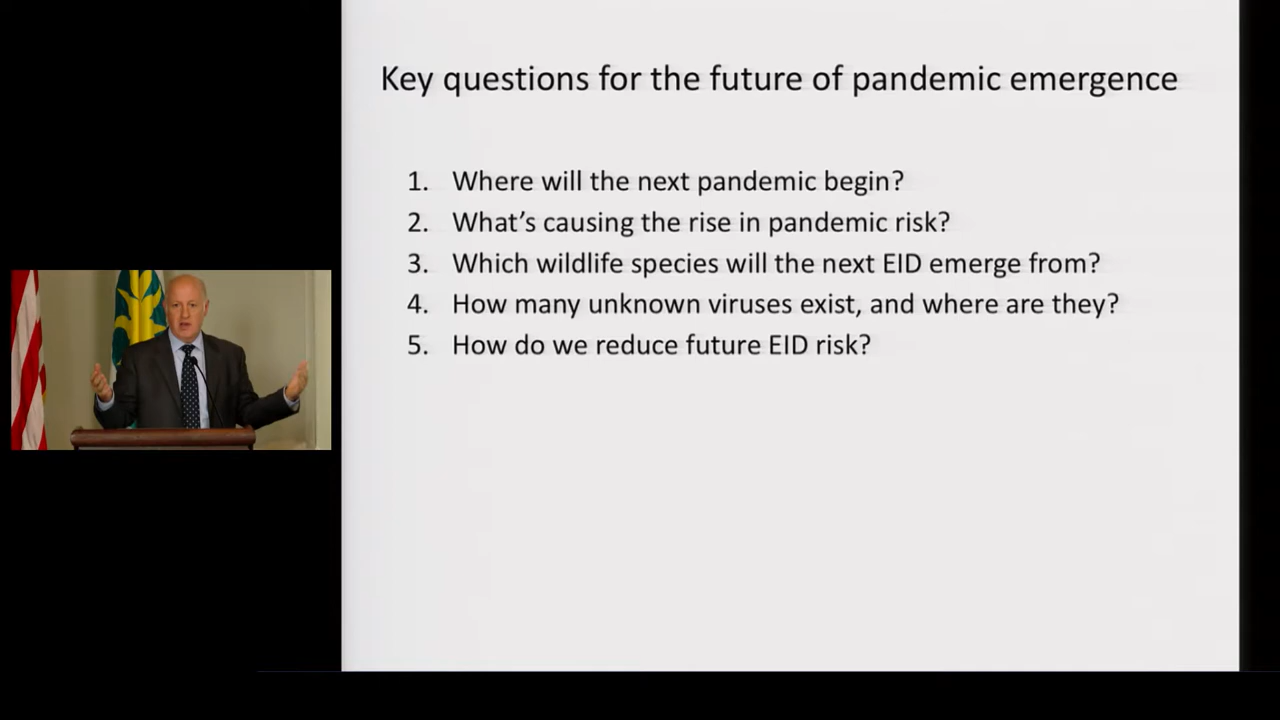 Key questions for the future of pandemic emergence
1. Where will the next pandemic begin?
2. What’s causing the rise in pandemic risk?
3. Which wildlife species will the next EID emerge from?
4. How many unknown viruses exist, and where are they?
5. How do we reduce future EID risk?